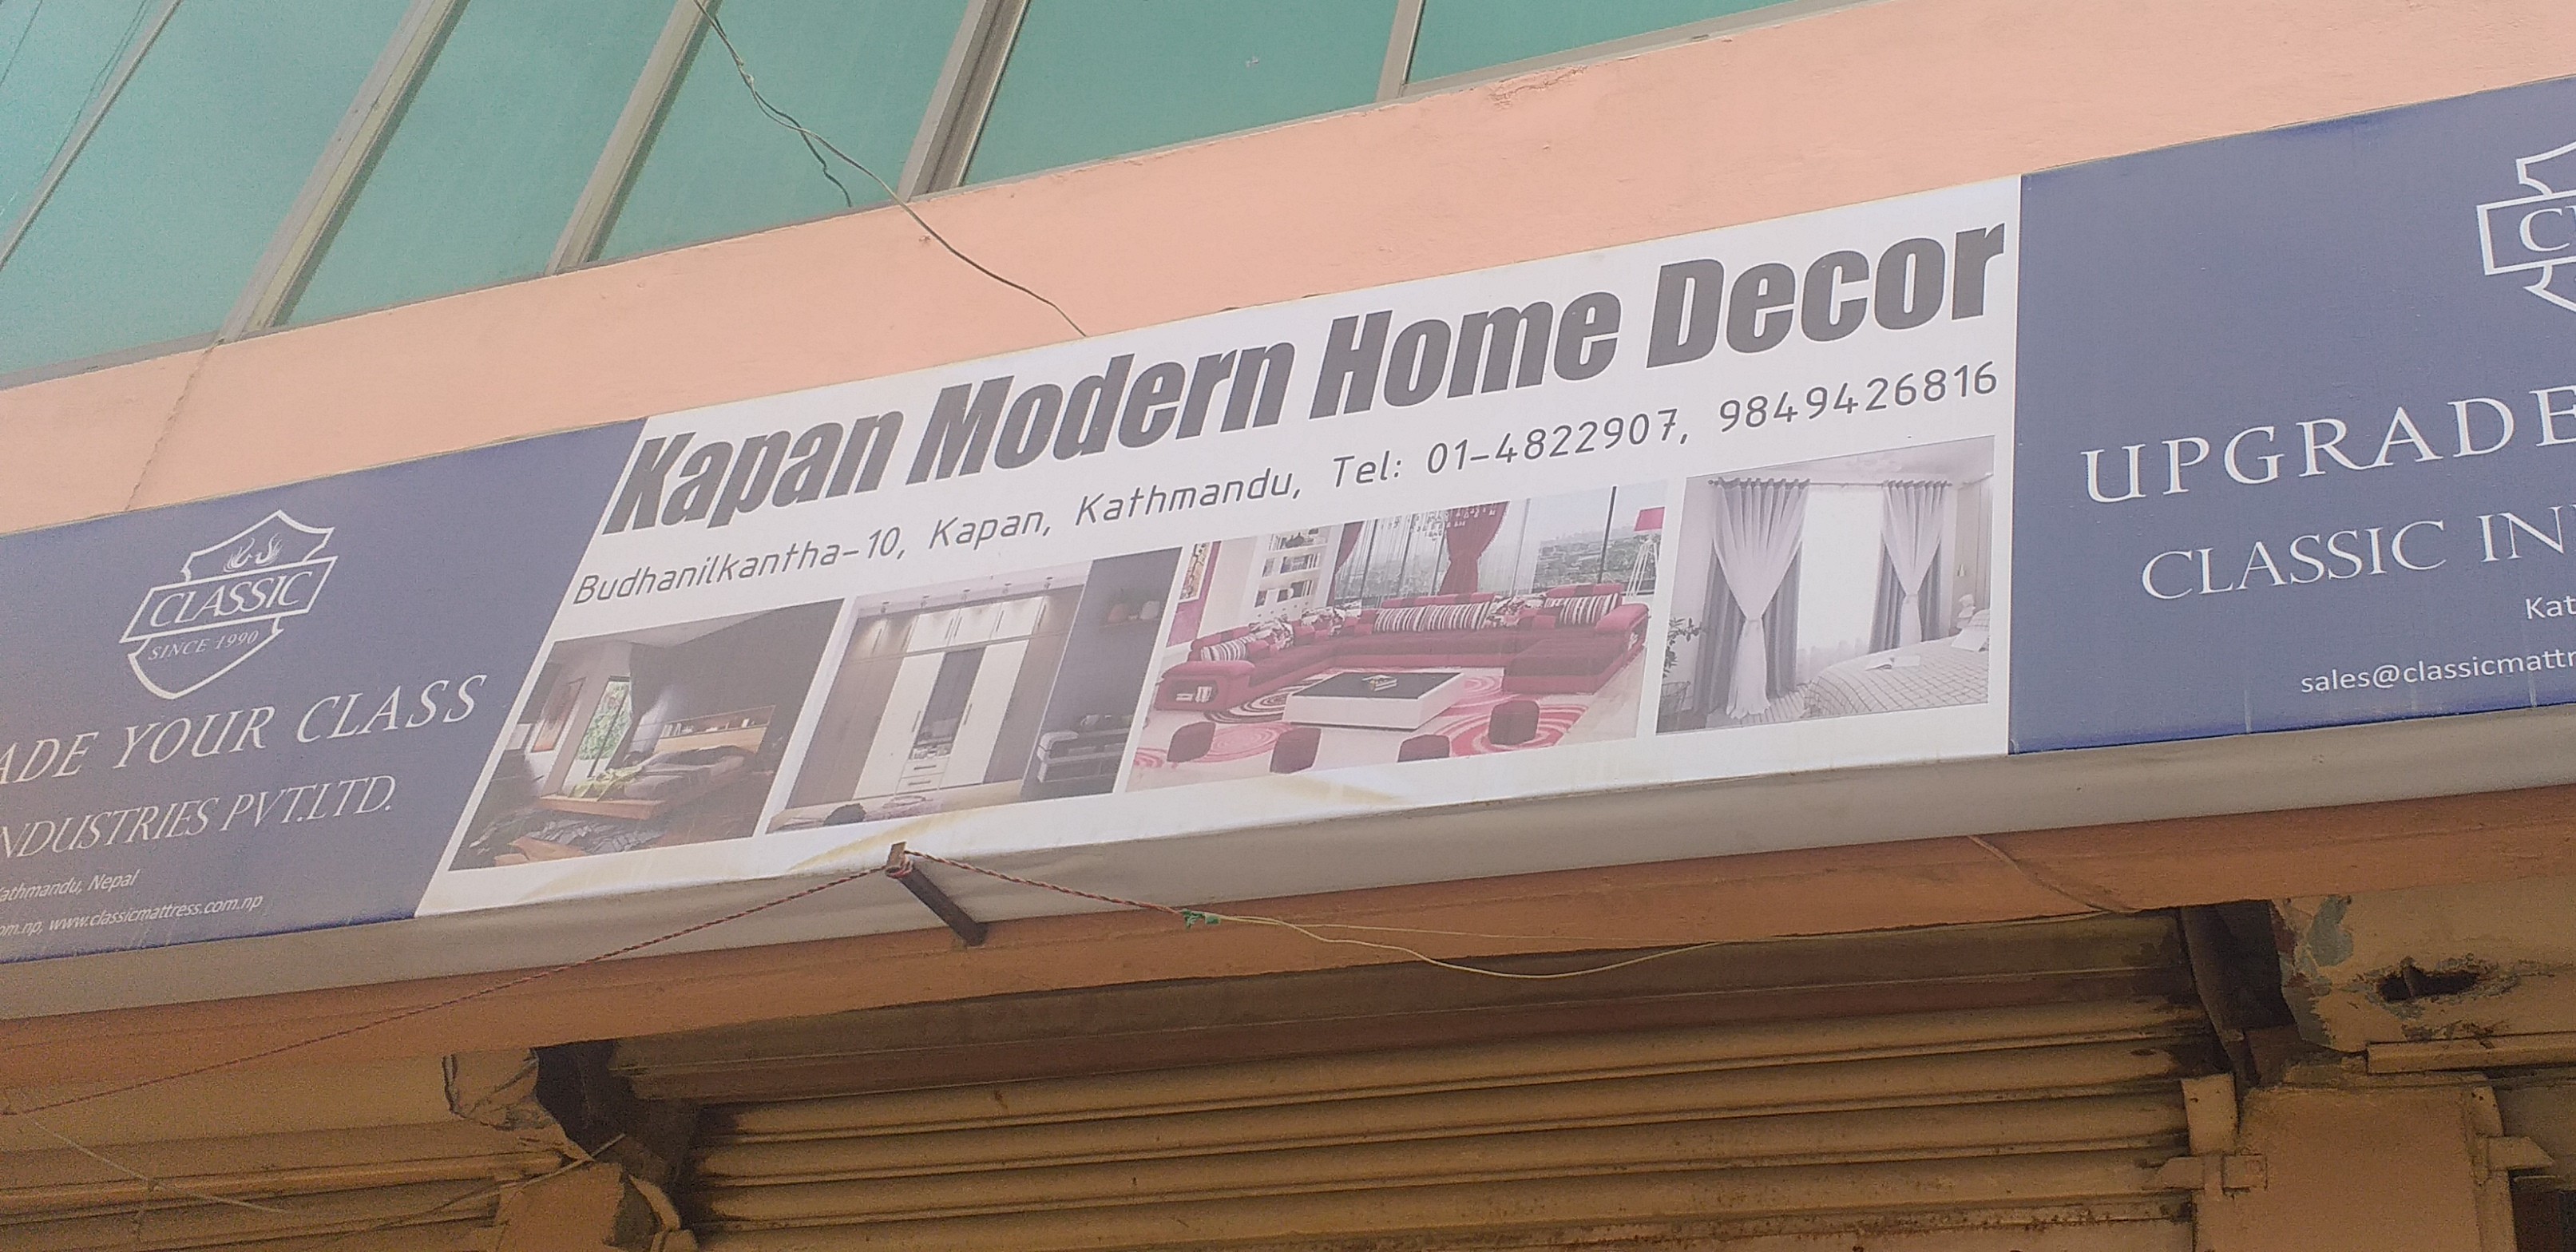 CLASSIC
SINCE 1990
ADE YOUR CLASS
NDUSTRIES PVT.LTD.
athmandu, Nepal
om.np, www.classicmattress.com.np
Kapan Modern Home Decor
Budhanilkantha-10, Kapan, Kathmandu, Tel: 01-4822907, 9849426816
UPGRADE
CLASSIC IN
Kat
sales@classicmattr